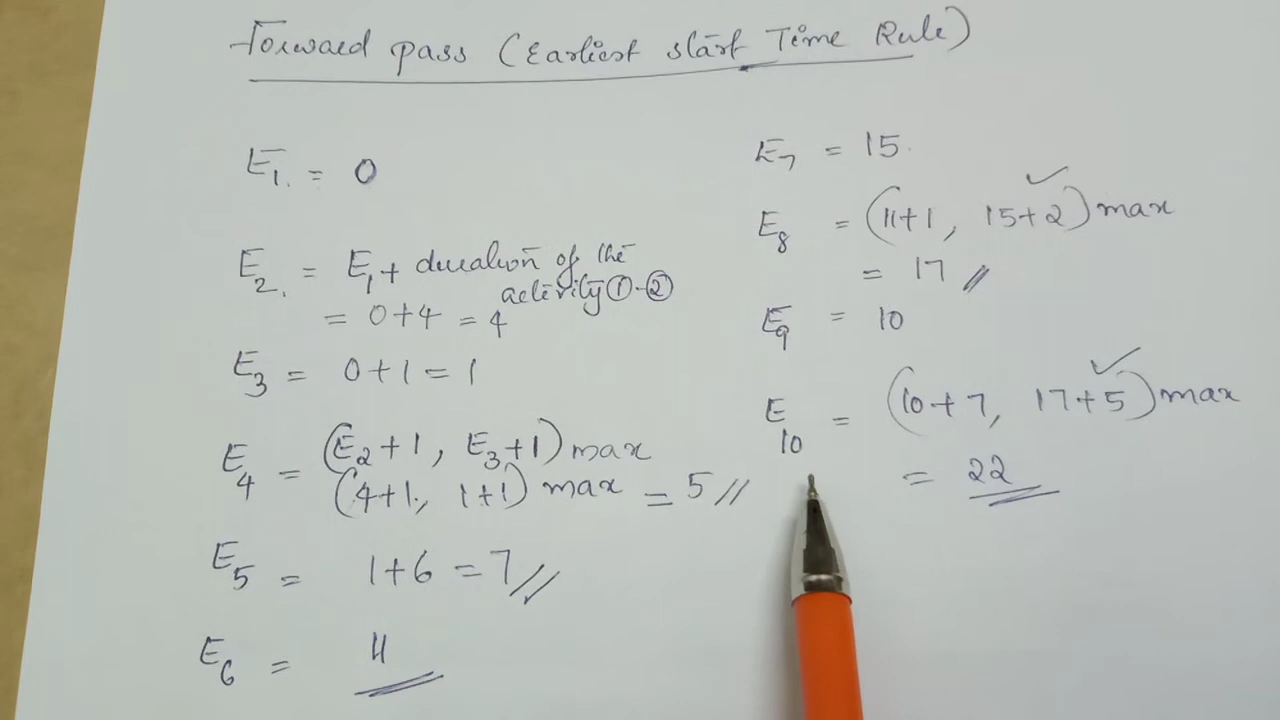 Forward pass (Earliest start Time Rule)
E1. = 0
E2. = E1 + duration of the
activity ①-②
= 0+4 = 4
E3 = 0+1 = 1
E4 = (E2+1, E3+1) max
(4+1, 1+1) max = 5 //
E5 = 1+6 = 7 //
E6 = 11
E7 = 15.
E8 = (11+1, 15+2) max
= 17 //
E9 = 10
E10 = (10+7, 17+5) max
= 22